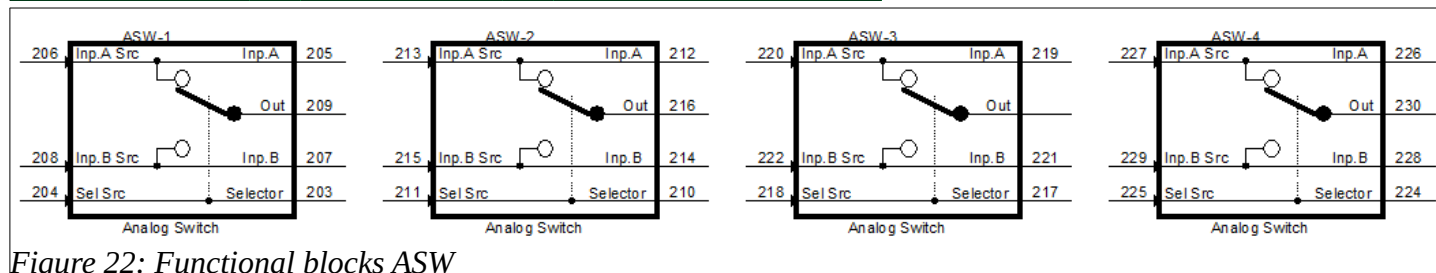 ASW-1 ASW-2 ASW-3 ASW-4
206 Inp.A Src Inp.A 205 213 Inp.A Src Inp.A 212 220 Inp.A Src Inp.A 219 227 Inp.A Src Inp.A 226
Out 209 Out 216 Out Out 230
208 Inp.B Src Inp.B 207 215 Inp.B Src Inp.B 214 222 Inp.B Src Inp.B 221 229 Inp.B Src Inp.B 228
204 Sel Src Selector 203 211 Sel Src Selector 210 218 Sel Src Selector 217 225 Sel Src Selector 224
Analog Switch Analog Switch Analog Switch Analog Switch
Figure 22: Functional blocks ASW